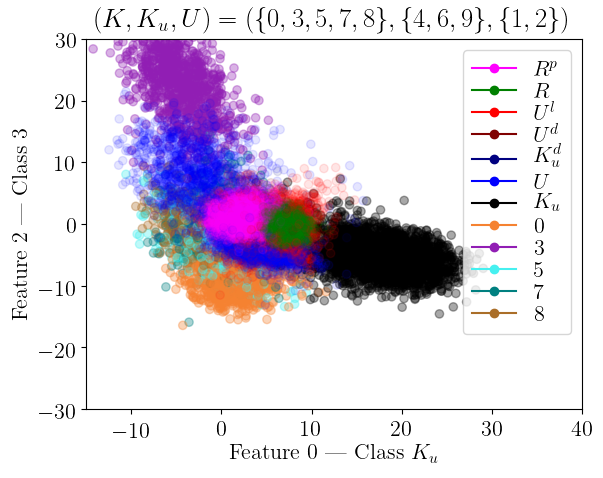 (K, K_u, U) = ({0, 3, 5, 7, 8}, {4, 6, 9}, {1, 2})
30
20
10
0
−10
−20
−30
Feature 2 — Class 3
−10
0
10
20
30
40
Feature 0 — Class K_u
R^p
R
U^l
U^d
K_u^d
U
K_u
0
3
5
7
8